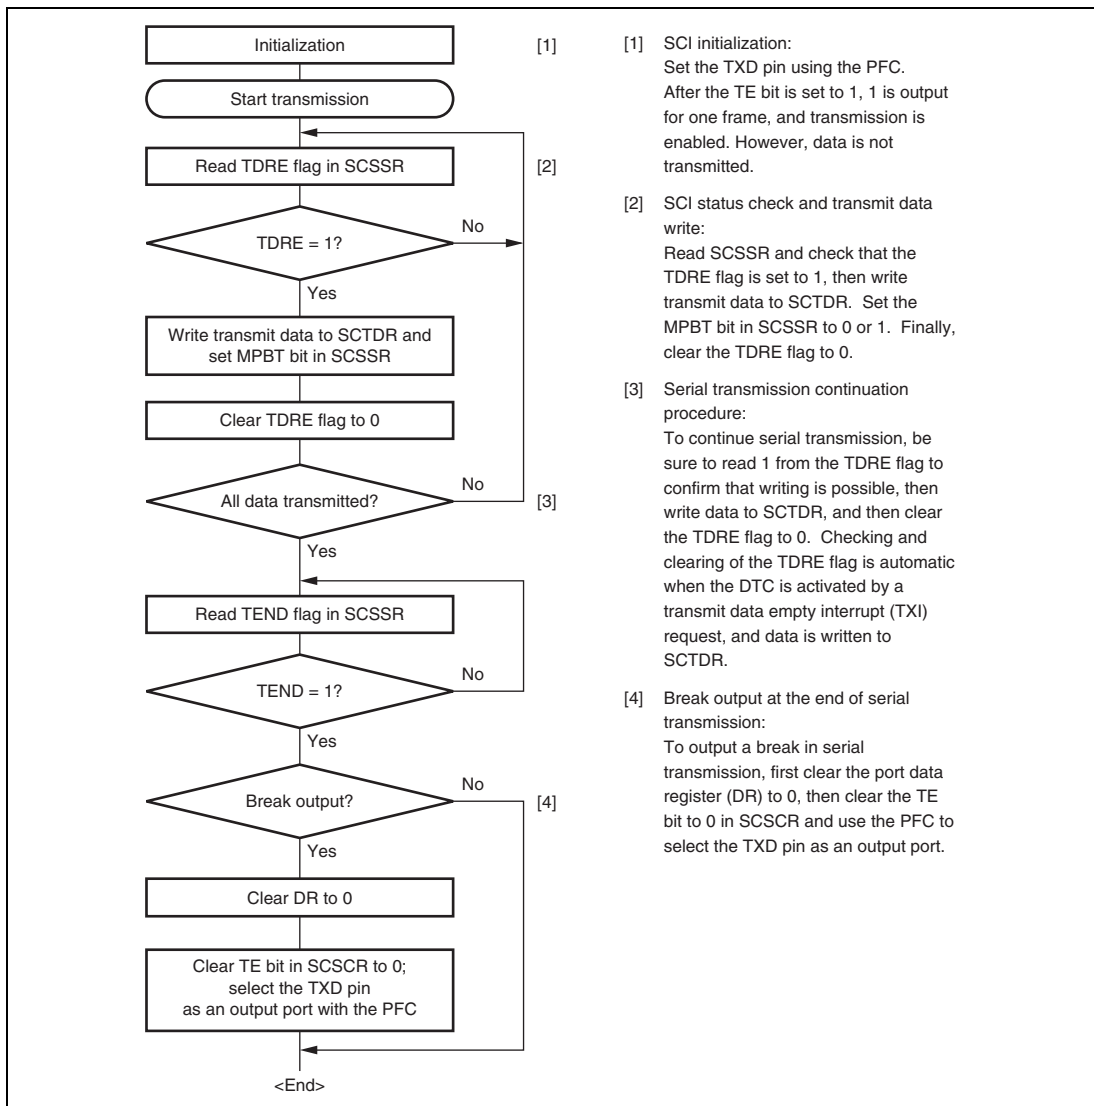 Initialization
[1]
Start transmission
Read TDRE flag in SCSSR
[2]
TDRE = 1?
No
Yes
Write transmit data to SCTDR and
set MPBT bit in SCSSR
Clear TDRE flag to 0
All data transmitted?
No
[3]
Yes
Read TEND flag in SCSSR
TEND = 1?
No
Yes
Break output?
No
[4]
Yes
Clear DR to 0
Clear TE bit in SCSCR to 0;
select the TXD pin
as an output port with the PFC
<End>
[1] SCI initialization:
Set the TXD pin using the PFC.
After the TE bit is set to 1, 1 is output
for one frame, and transmission is
enabled. However, data is not
transmitted.
[2] SCI status check and transmit data
write:
Read SCSSR and check that the
TDRE flag is set to 1, then write
transmit data to SCTDR. Set the
MPBT bit in SCSSR to 0 or 1. Finally,
clear the TDRE flag to 0.
[3] Serial transmission continuation
procedure:
To continue serial transmission, be
sure to read 1 from the TDRE flag to
confirm that writing is possible, then
write data to SCTDR, and then clear
the TDRE flag to 0. Checking and
clearing of the TDRE flag is automatic
when the DTC is activated by a
transmit data empty interrupt (TXI)
request, and data is written to
SCTDR.
[4] Break output at the end of serial
transmission:
To output a break in serial
transmission, first clear the port data
register (DR) to 0, then clear the TE
bit to 0 in SCSCR and use the PFC to
select the TXD pin as an output port.